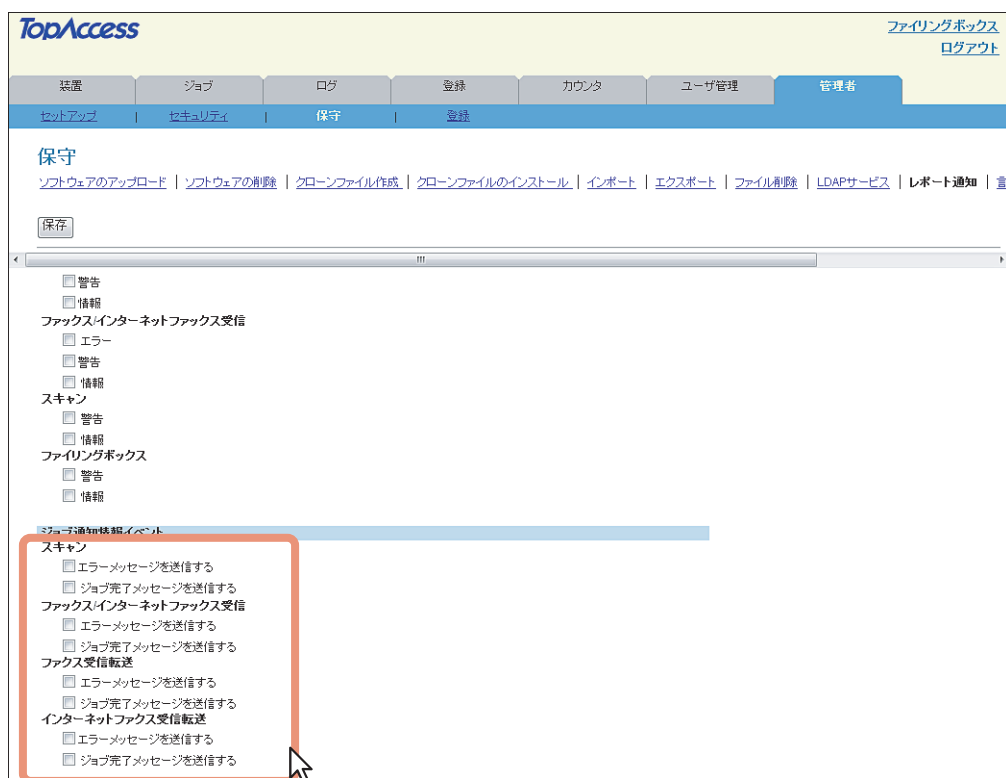 TopAccess
ファイリングボックス
ログアウト
装置 ジョブ ログ 登録 カウンタ ユーザ管理 管理者
セットアップ | セキュリティ | 保守 | 登録
保守
ソフトウェアのアップロード | ソフトウェアの削除 | クローンファイル作成 | クローンファイルのインストール | インポート | エクスポート | ファイル削除 | LDAPサービス | レポート通知 |
保存
警告
情報
ファックス/インターネットファックス受信
エラー
警告
情報
スキャン
警告
情報
ファイリングボックス
警告
情報
ジョブ通知情報イベント
スキャン
エラーメッセージを送信する
ジョブ完了メッセージを送信する
ファックス/インターネットファックス受信
エラーメッセージを送信する
ジョブ完了メッセージを送信する
ファクス受信転送
エラーメッセージを送信する
ジョブ完了メッセージを送信する
インターネットファクス受信転送
エラーメッセージを送信する
ジョブ完了メッセージを送信する